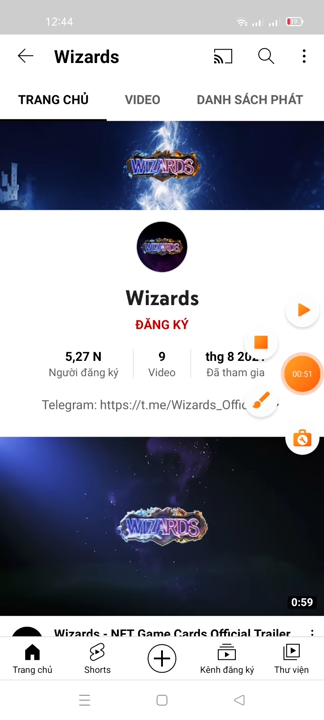 12:44
Wizards
TRANG CHỦ
VIDEO
DANH SÁCH PHÁT
WIZARDS
WIZARDS
Wizards
ĐĂNG KÝ
5,27 N
9
thg 8
Người đăng ký
Video
Đã tham gia
00:51
Telegram: https://t.me/Wizards_Offic
WIZARDS
0:59
Wizards - NFT Game Cards Official Trailer
Trang chủ
Shorts
Kênh đăng ký
Thư viện